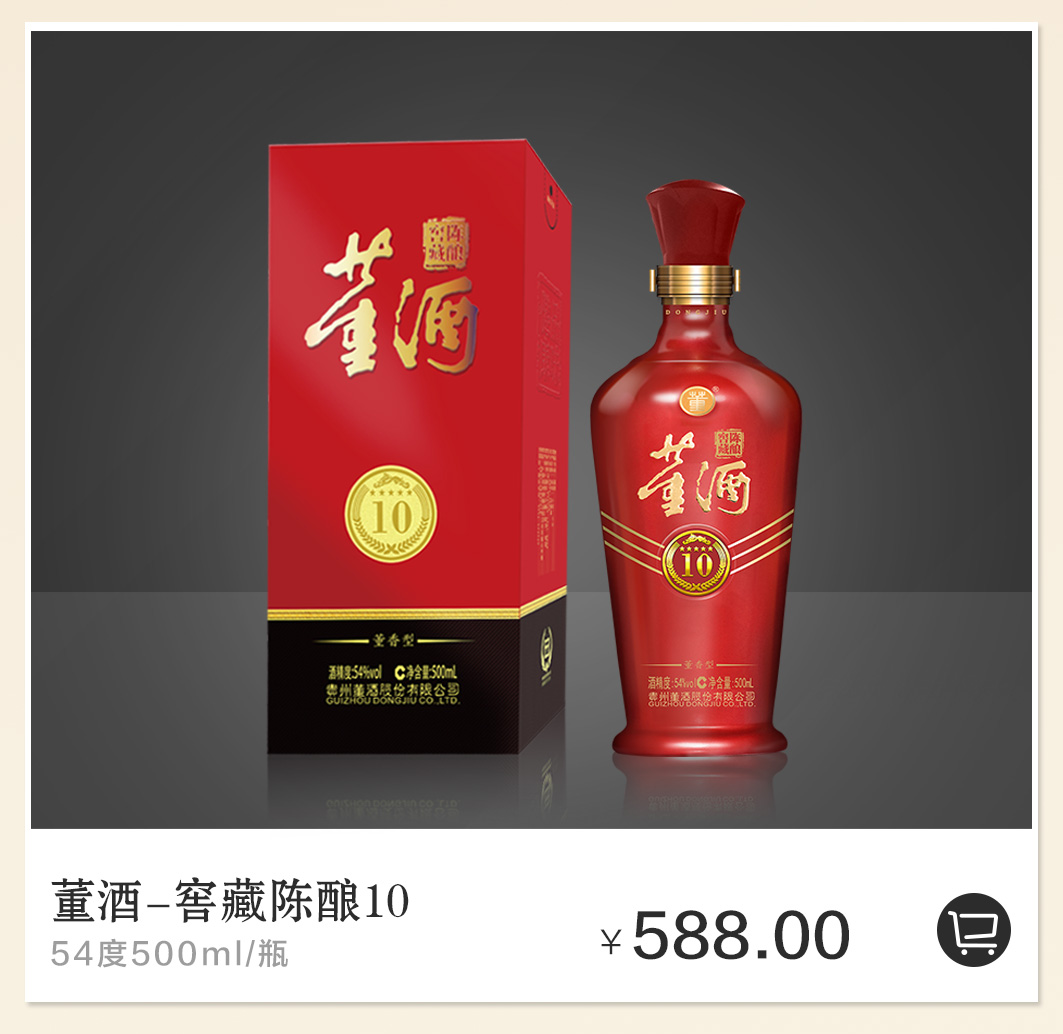 窖藏
陈酿
董酒
10
董香型
酒精度:54%vol C净含量:500mL
贵州董酒股份有限公司
GUIZHOU DONGJIU CO.,LTD.
DONGJIU
董®
窖藏
陈酿
董酒
10
董香型
酒精度:54%vol C净含量:500mL
贵州董酒股份有限公司
GUIZHOU DONGJIU CO.,LTD.
董酒-窖藏陈酿10
54度500ml/瓶
¥588.00